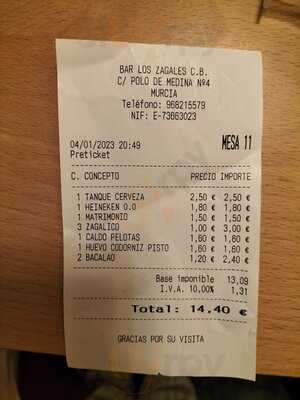 BAR LOS ZAGALES C.B.
C/ POLO DE MEDINA Nº4
MURCIA
Teléfono: 968215579
NIF: E-73663023
04/01/2023 20:49 MESA 11
Preticket
C. CONCEPTO PRECIO IMPORTE
1 TANQUE CERVEZA 2,50 € 2,50 €
1 HEINEKEN 0.0 1,80 € 1,80 €
1 MATRIMONIO 1,50 € 1,50 €
3 ZAGALICO 1,00 € 3,00 €
1 CALDO PELOTAS 1,60 € 1,60 €
1 HUEVO CODORNIZ PISTO 1,60 € 1,60 €
2 BACALAO 1,20 € 2,40 €
Base imponible 13,09
I.V.A. 10,00% 1,31
Total: 14,40 €
GRACIAS POR SU VISITA